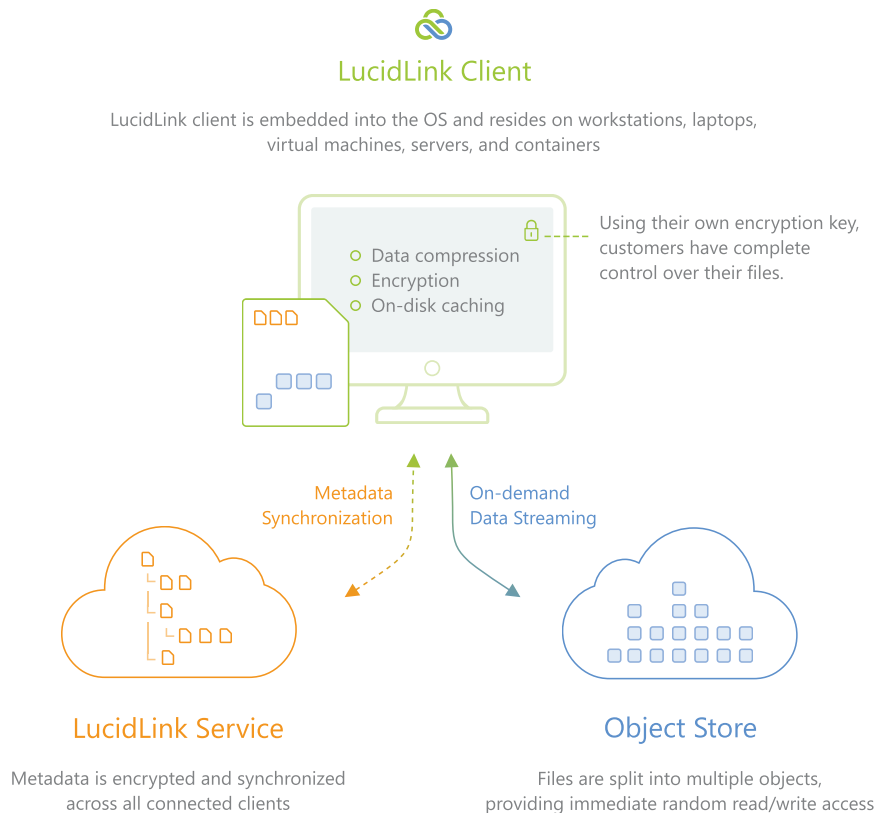 LucidLink Client
LucidLink client is embedded into the OS and resides on workstations, laptops,
virtual machines, servers, and containers
Using their own encryption key,
customers have complete
control over their files.
Data compression
Encryption
On-disk caching
Metadata
Synchronization
On-demand
Data Streaming
LucidLink Service
Metadata is encrypted and synchronized
across all connected clients
Object Store
Files are split into multiple objects,
providing immediate random read/write access